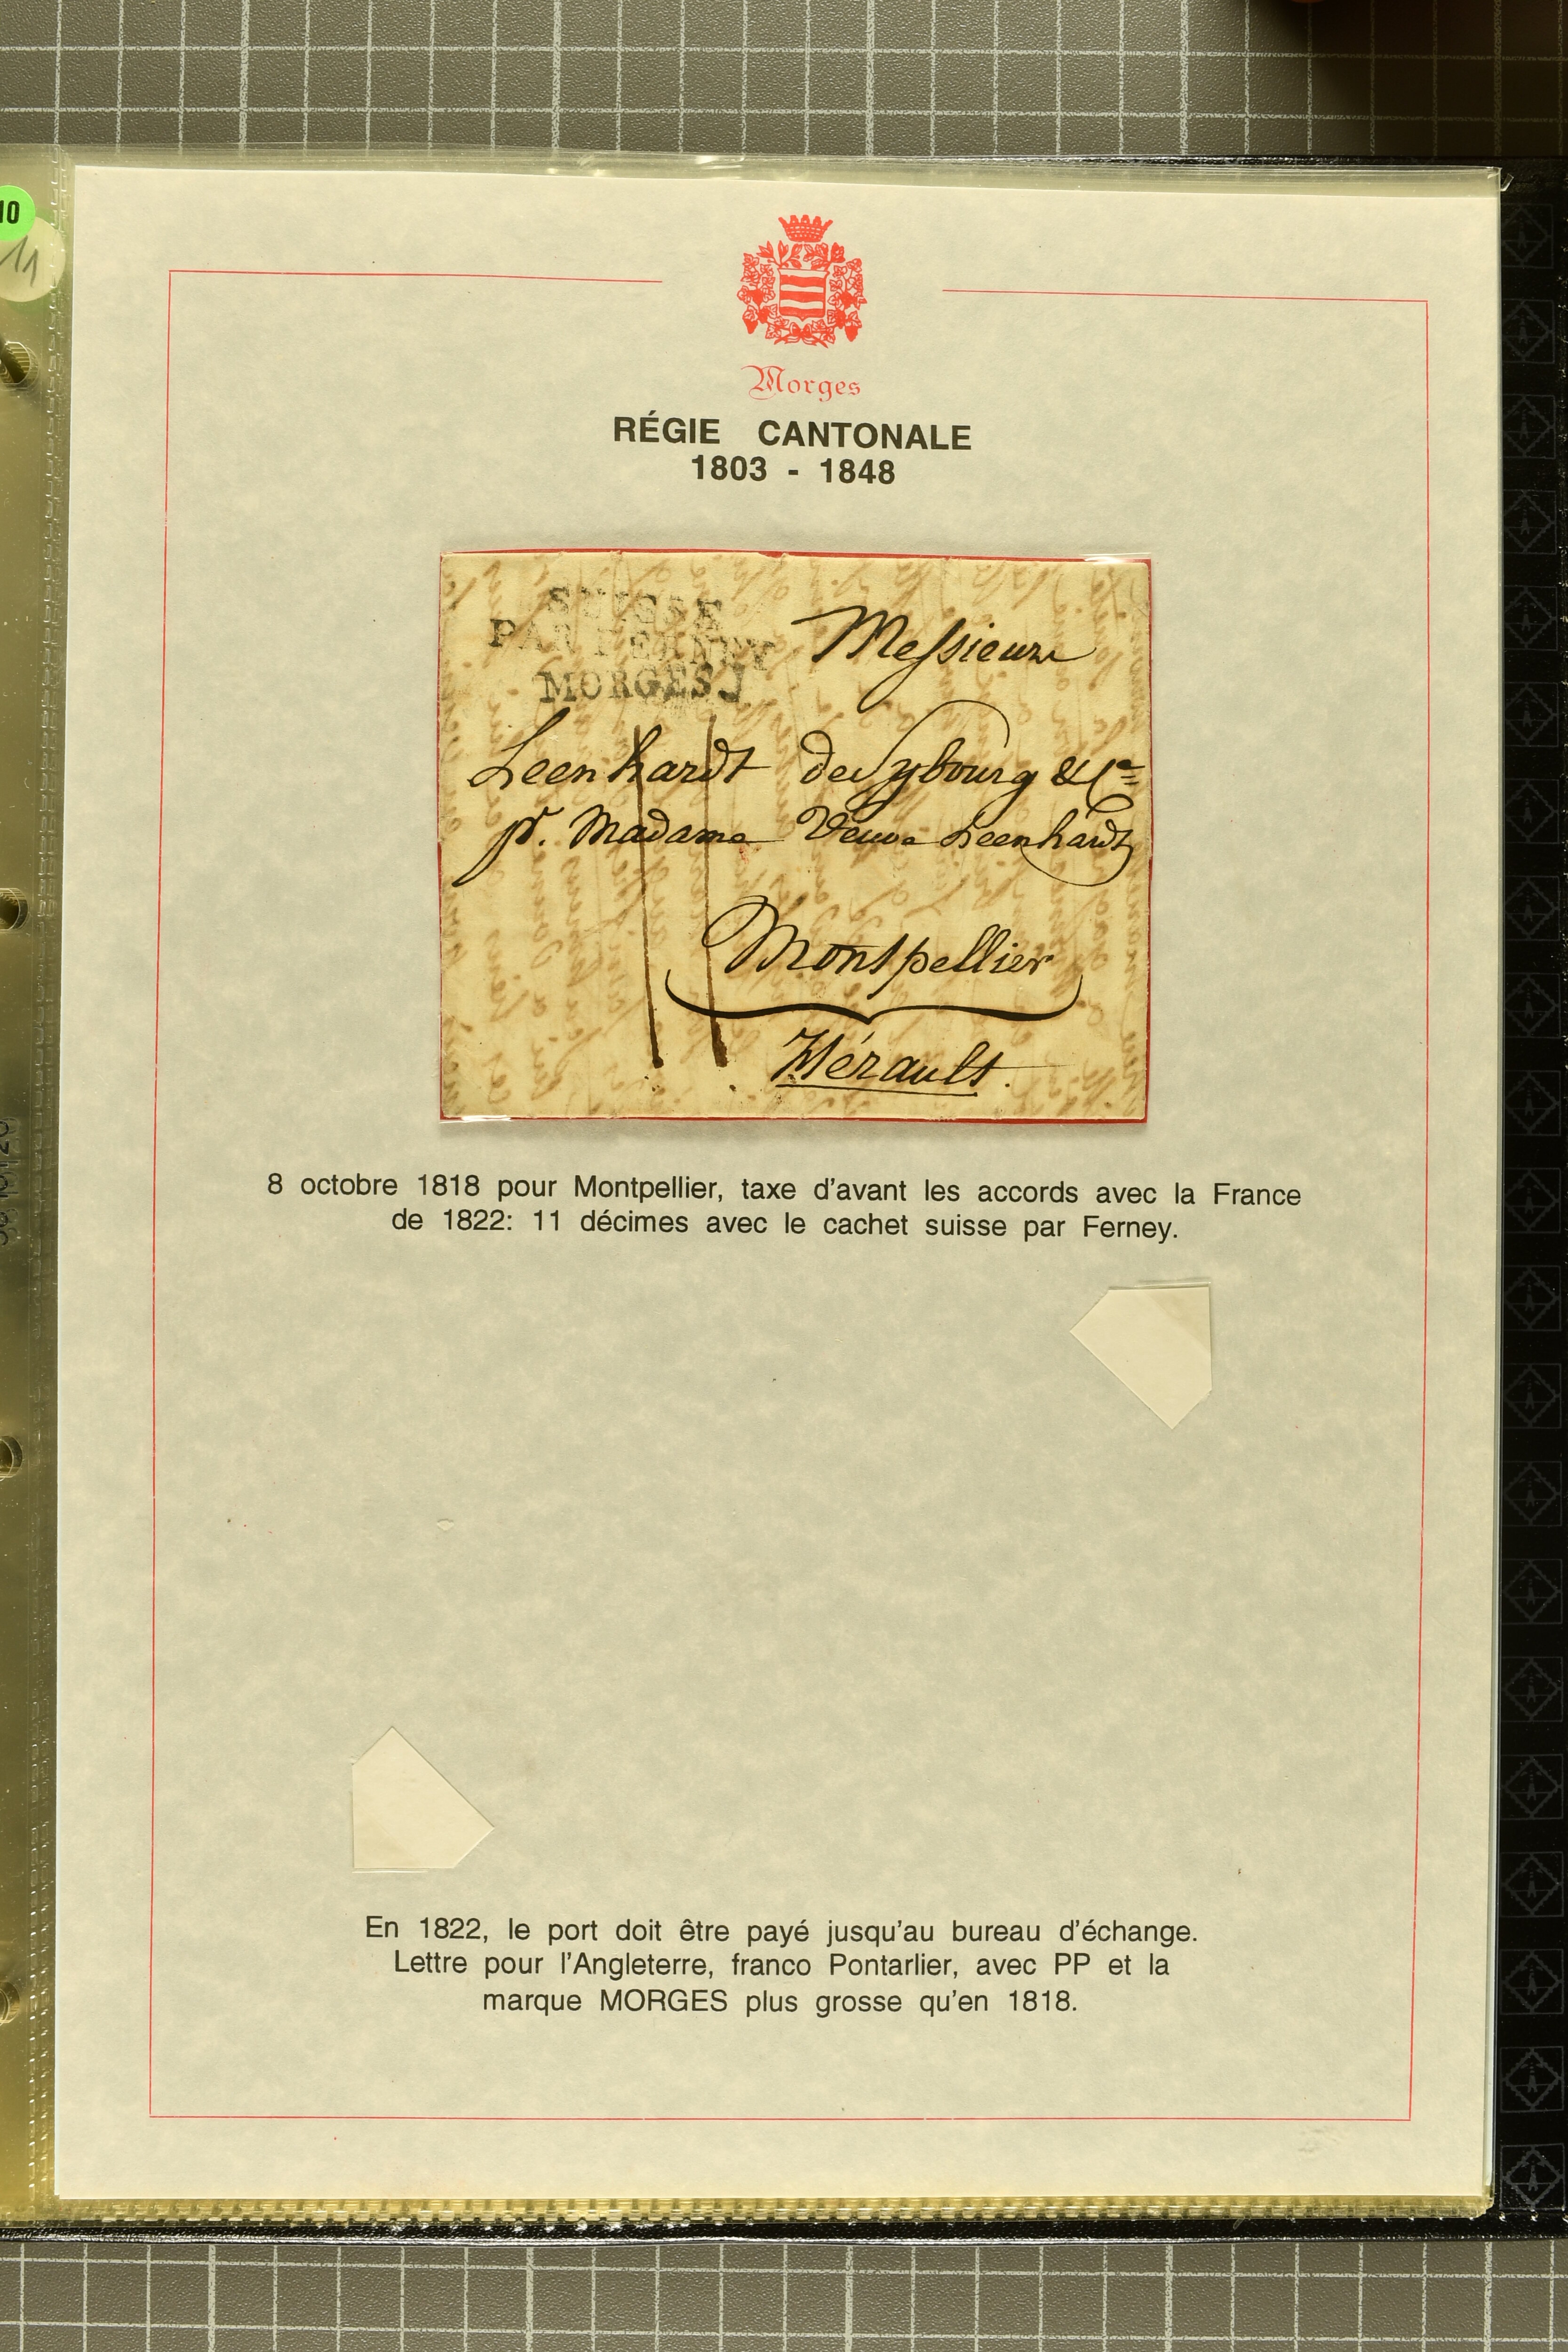 10
11
Morges
RÉGIE CANTONALE
1803 - 1848
SUISSE
PAR FERNEY
MORGES
Messieurs
Leenhardt & Cie
pr. Madame Veuve Leenhardt
Montpellier
Hérault.
8 octobre 1818 pour Montpellier, taxe d'avant les accords avec la France
de 1822: 11 décimes avec le cachet suisse par Ferney.
En 1822, le port doit être payé jusqu'au bureau d'échange.
Lettre pour l'Angleterre, franco Pontarlier, avec PP et la
marque MORGES plus grosse qu'en 1818.